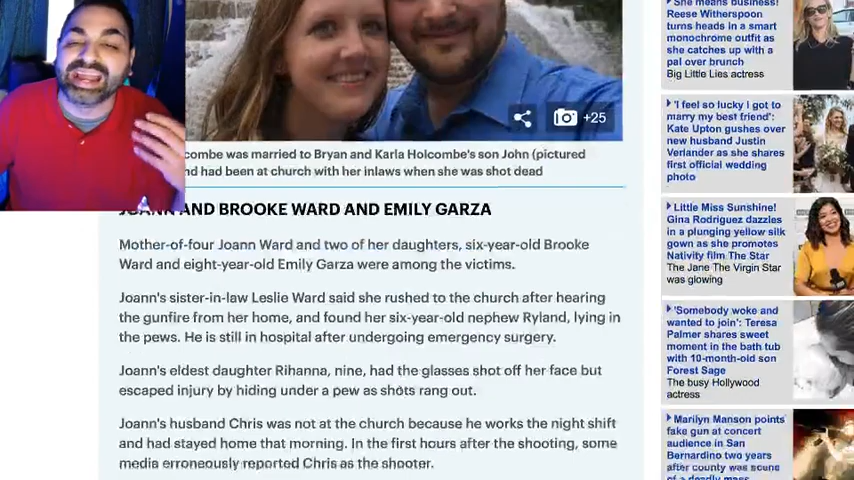 +25
combe was married to Bryan and Karla Holcombe's son John (pictured
nd had been at church with her inlaws when she was shot dead
JOANN AND BROOKE WARD AND EMILY GARZA
Mother-of-four Joann Ward and two of her daughters, six-year-old Brooke
Ward and eight-year-old Emily Garza were among the victims.
Joann's sister-in-law Leslie Ward said she rushed to the church after hearing
the gunfire from her home, and found her six-year-old nephew Ryland, lying in
the pews. He is still in hospital after undergoing emergency surgery.
Joann's eldest daughter Rihanna, nine, had the glasses shot off her face but
escaped injury by hiding under a pew as shots rang out.
Joann's husband Chris was not at the church because he works the night shift
and had stayed home that morning. In the first hours after the shooting, some
media erroneously reported Chris as the shooter.
'She means business!'
Reese Witherspoon
turns heads in a smart
monochrome outfit as
she catches up with a
pal over brunch
Big Little Lies actress
'I feel so lucky I got to
marry my best friend':
Kate Upton gushes over
new husband Justin
Verlander as she shares
first official wedding
photo
Little Miss Sunshine!
Gina Rodriguez dazzles
in a plunging yellow silk
gown as she promotes
Nativity film The Star
The Jane The Virgin Star
was glowing
'Somebody woke and
wanted to join': Teresa
Palmer shares sweet
moment in the bath tub
with 10-month-old son
Forest Sage
The busy Hollywood
actress
Marilyn Manson points
fake gun at concert
audience in San
Bernardino two years
after county was scene
of a deadly mass